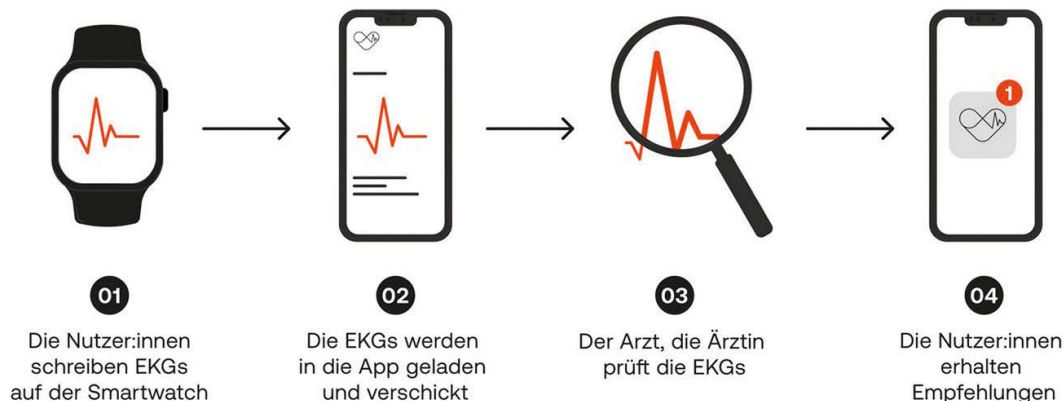 1
01
Die Nutzer:innen
schreiben EKGs
auf der Smartwatch
02
Die EKGs werden
in die App geladen
und verschickt
03
Der Arzt, die Ärztin
prüft die EKGs
04
Die Nutzer:innen
erhalten
Empfehlungen